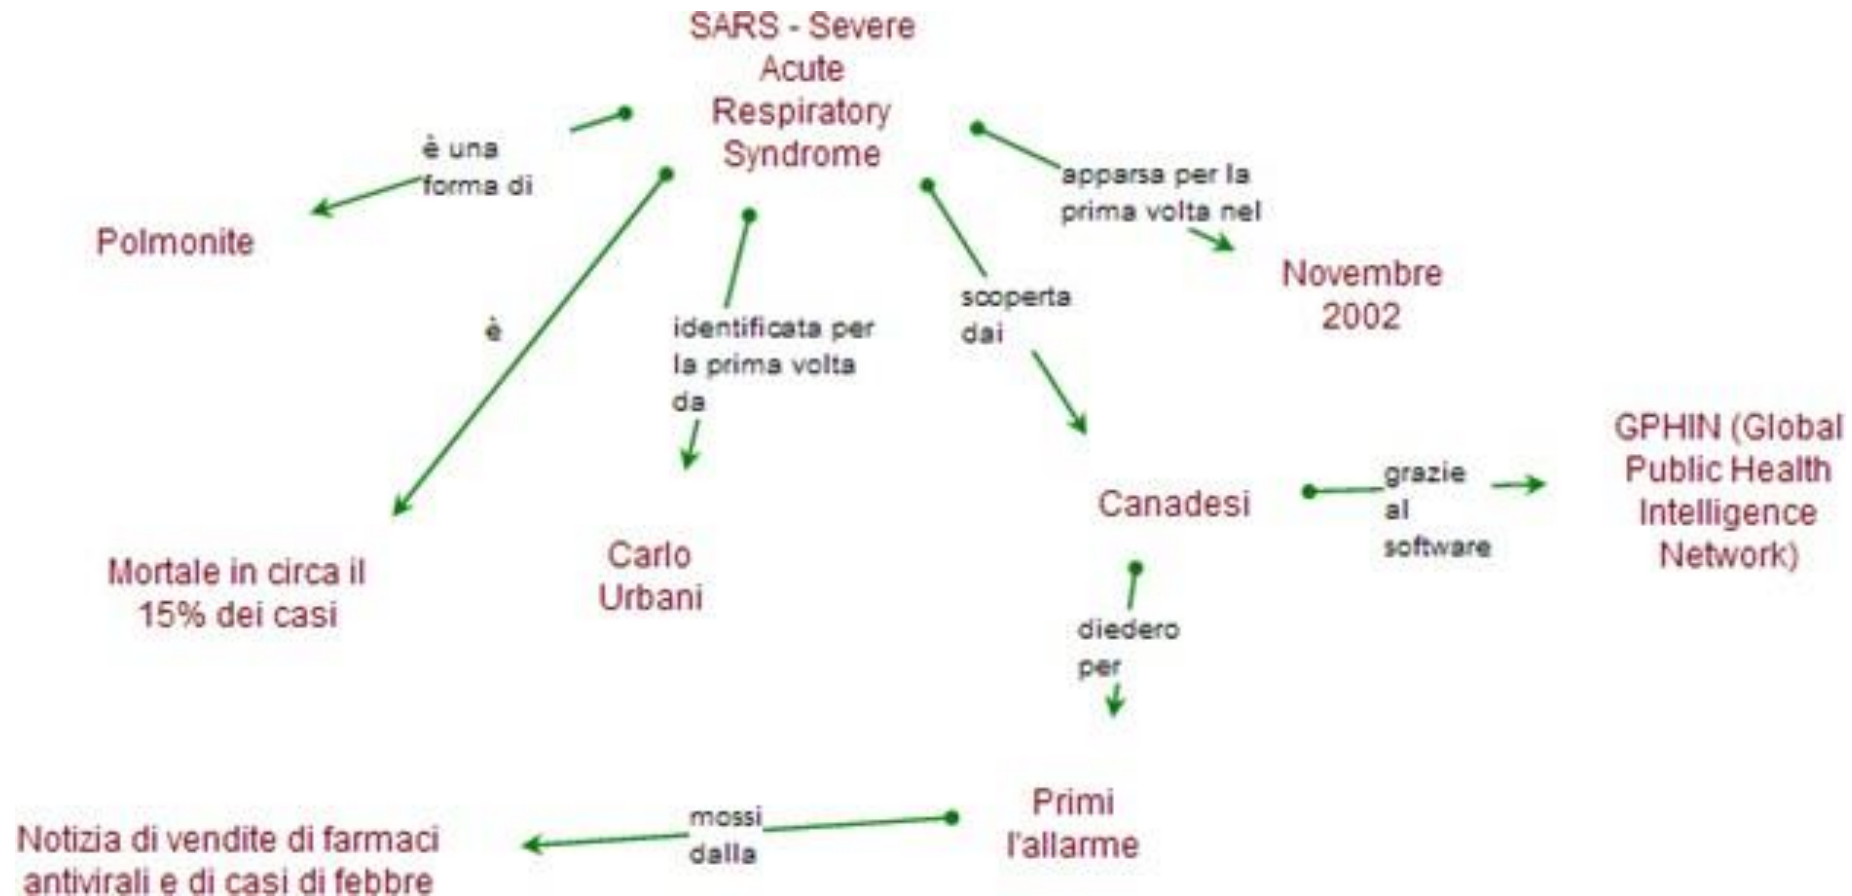 SARS - Severe
Acute
Respiratory
Syndrome
è una
forma di
Polmonite
è
Mortale in circa il
15% dei casi
identificata per
la prima volta
da
Carlo
Urbani
scoperta
dai
Canadesi
apparsa per la
prima volta nel
Novembre
2002
grazie
al
software
GPHIN (Global
Public Health
Intelligence
Network)
diedero
per
Primi
l'allarme
mossi
dalla
Notizia di vendite di farmaci
antivirali e di casi di febbre